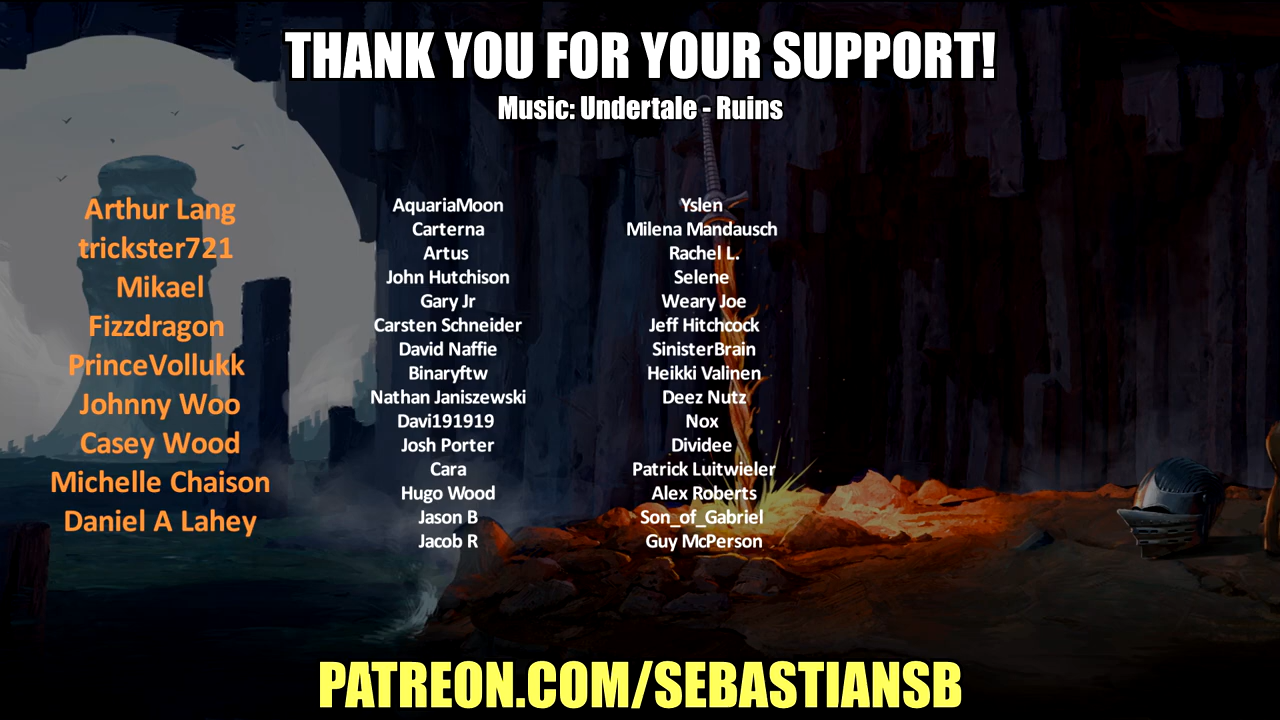 THANK YOU FOR YOUR SUPPORT!
Music: Undertale - Ruins
Arthur Lang
trickster721
Mikael
Fizzdragon
PrinceVollukk
Johnny Woo
Casey Wood
Michelle Chaison
Daniel A Lahey
AquariaMoon
Carterna
Artus
John Hutchison
Gary Jr
Carsten Schneider
David Naffie
Binaryftw
Nathan Janiszewski
Davi191919
Josh Porter
Cara
Hugo Wood
Jason B
Jacob R
Yslen
Milena Mandausch
Rachel L.
Selene
Weary Joe
Jeff Hitchcock
SinisterBrain
Heikki Valinen
Deez Nutz
Nox
Dividee
Patrick Luitwieler
Alex Roberts
Son_of_Gabriel
Guy McPerson
PATREON.COM/SEBASTIANSB